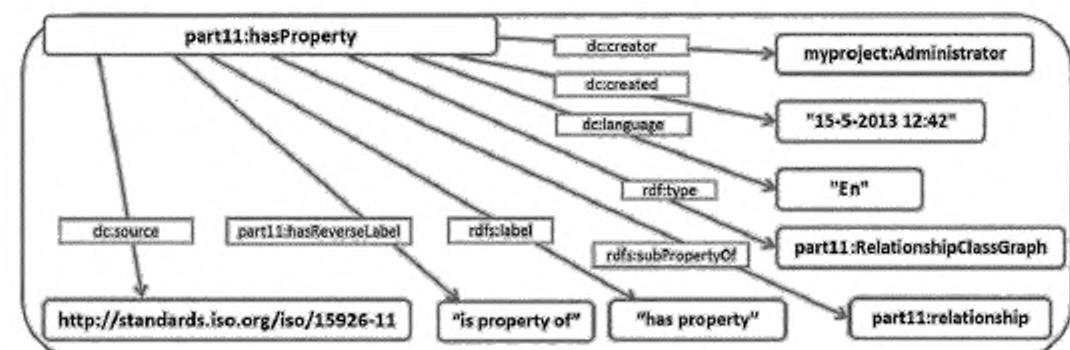 part11:hasProperty
dc:creator
myproject:Administrator
dc:created
"15-5-2013 12:42"
dc:language
"En"
rdf:type
part11:RelationshipClassGraph
dc:source
part11:hasReverseLabel
rdfs:label
rdfs:subPropertyOf
http://standards.iso.org/iso/15926-11
"is property of"
"has property"
part11:relationship